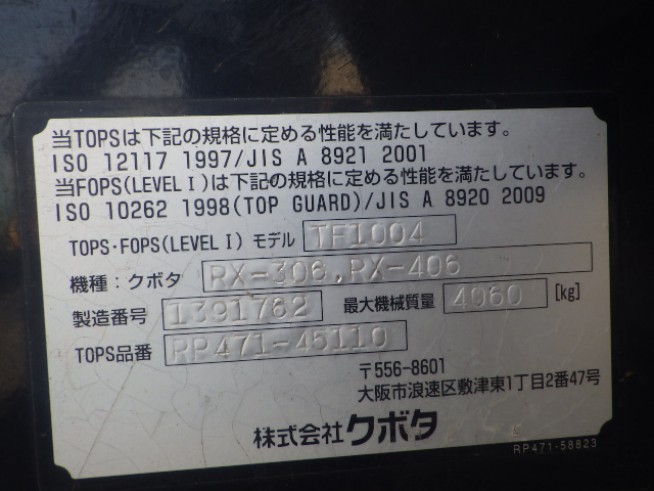 当TOPSは下記の規格に定める性能を満たしています。
ISO 12117 1997/JIS A 8921 2001
当FOPS(LEVELⅠ)は下記の規格に定める性能を満たしています。
ISO 10262 1998(TOP GUARD)/JIS A 8920 2009
TOPS・FOPS(LEVELⅠ) モデル TF1004
機種：クボタ RX-306,RX-406
製造番号 1391762 最大機械質量 4060 [kg]
TOPS品番 RP471-45110
〒556-8601
大阪市浪速区敷津東1丁目2番47号
株式会社クボタ
RP471-58823